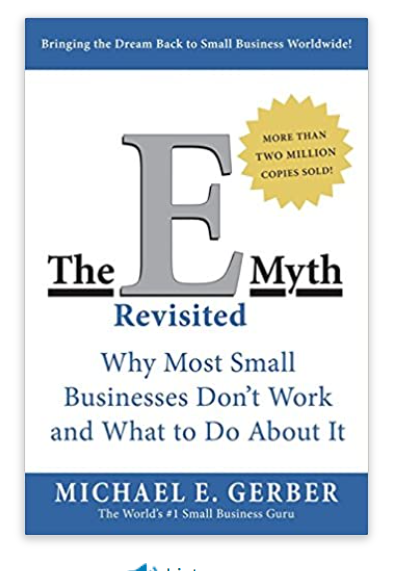 Bringing the Dream Back to Small Business Worldwide!
MORE THAN
TWO MILLION
COPIES SOLD!
The E Myth
Revisited
Why Most Small
Businesses Don't Work
and What to Do About It
MICHAEL E. GERBER
The World's #1 Small Business Guru